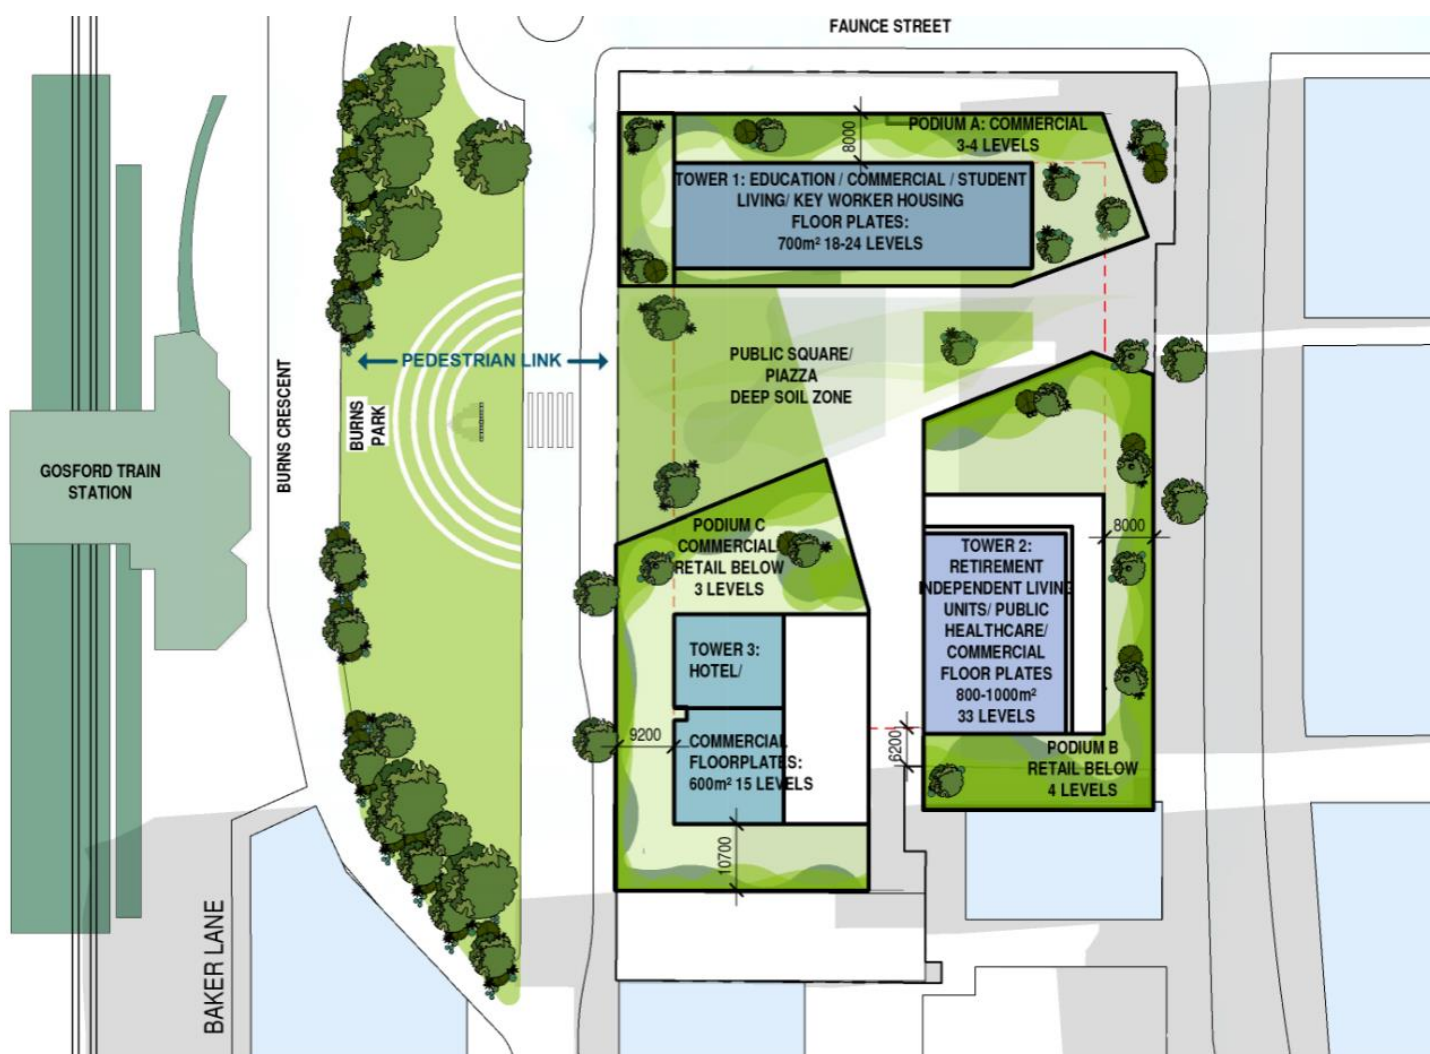 FAUNCE STREET
PODIUM A: COMMERCIAL
3-4 LEVELS
8000
TOWER 1: EDUCATION / COMMERCIAL / STUDENT
LIVING/ KEY WORKER HOUSING
FLOOR PLATES:
700m² 18-24 LEVELS
PEDESTRIAN LINK
PUBLIC SQUARE/
PIAZZA
DEEP SOIL ZONE
BURNS CRESCENT
BURNS
PARK
GOSFORD TRAIN
STATION
PODIUM C
COMMERCIAL
RETAIL BELOW
3 LEVELS
8000
TOWER 2:
RETIREMENT
INDEPENDENT LIVING
UNITS/ PUBLIC
HEALTHCARE/
COMMERCIAL
FLOOR PLATES
800-1000m²
33 LEVELS
TOWER 3:
HOTEL/
COMMERCIAL
FLOORPLATES:
600m² 15 LEVELS
9200
6200
PODIUM B
RETAIL BELOW
4 LEVELS
10700
BAKER LANE